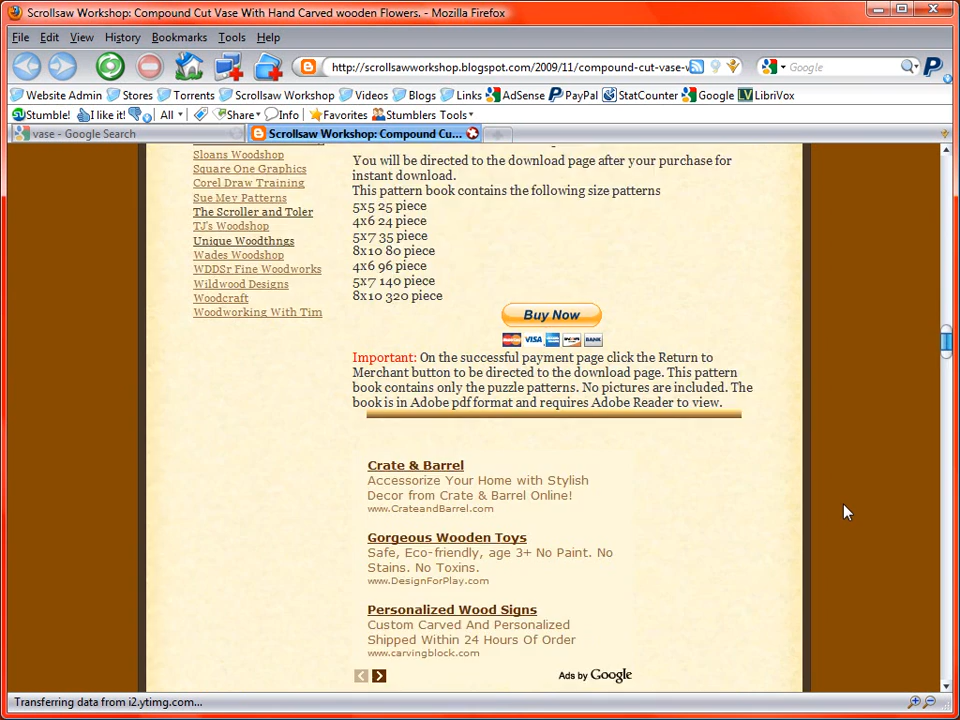 Scrollsaw Workshop: Compound Cut Vase With Hand Carved wooden Flowers. - Mozilla Firefox
File Edit View History Bookmarks Tools Help
http://scrollsawworkshop.blogspot.com/2009/11/compound-cut-vase-v Google
Website Admin Stores Torrents Scrollsaw Workshop Videos Blogs Links AdSense PayPal StatCounter Google LibriVox
Stumble! I like it! All Share Info Favorites Stumblers Tools
vase - Google Search Scrollsaw Workshop: Compound Cu...
Sloans Woodshop
Square One Graphics
Corel Draw Training
Sue Mey Patterns
The Scroller and Toler
TJ's Woodshop
Unique Woodthngs
Wades Woodshop
WDDSr Fine Woodworks
Wildwood Designs
Woodcraft
Woodworking With Tim
You will be directed to the download page after your purchase for
instant download.
This pattern book contains the following size patterns
5x5 25 piece
4x6 24 piece
5x7 35 piece
8x10 80 piece
4x6 96 piece
5x7 140 piece
8x10 320 piece
Buy Now
VISA BANK
Important: On the successful payment page click the Return to
Merchant button to be directed to the download page. This pattern
book contains only the puzzle patterns. No pictures are included. The
book is in Adobe pdf format and requires Adobe Reader to view.
Crate & Barrel
Accessorize Your Home with Stylish
Decor from Crate & Barrel Online!
www.CrateandBarrel.com
Gorgeous Wooden Toys
Safe, Eco-friendly, age 3+ No Paint. No
Stains. No Toxins.
www.DesignForPlay.com
Personalized Wood Signs
Custom Carved And Personalized
Shipped Within 24 Hours Of Order
www.carvingblock.com
Ads by Google
Transferring data from i2.ytimg.com...